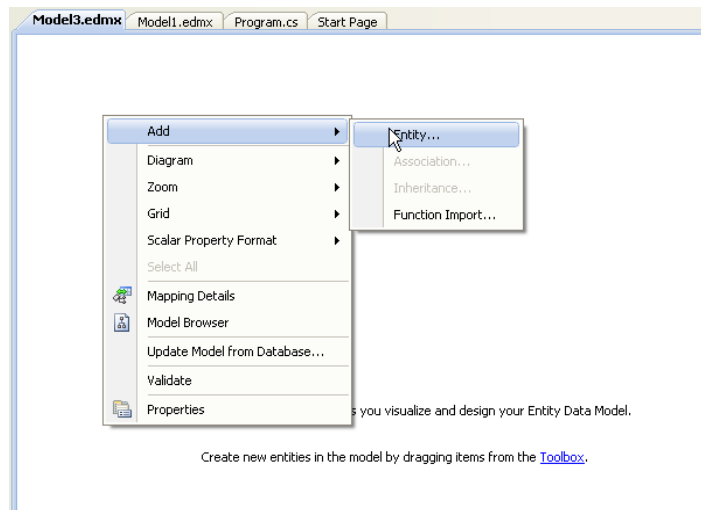 Model3.edmx Model1.edmx Program.cs Start Page
Add
Entity...
Diagram
Association...
Zoom
Inheritance...
Grid
Function Import...
Scalar Property Format
Select All
Mapping Details
Model Browser
Update Model from Database...
Validate
Properties
you visualize and design your Entity Data Model.
Create new entities in the model by dragging items from the Toolbox.